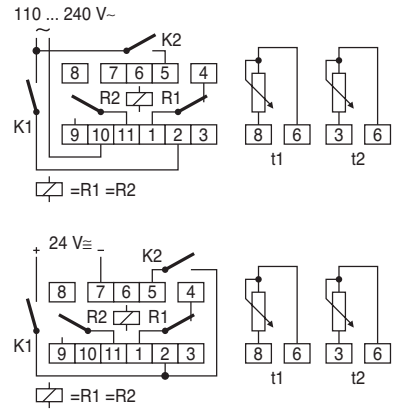 110 ... 240 V~
~
K2
8 7 6 5 4
R2 R1
K1
9 10 11 1 2 3
8 6 3 6
t1 t2
=R1 =R2
+ 24 V≅ −
K2
8 7 6 5 4
R2 R1
K1
9 10 11 1 2 3
8 6 3 6
t1 t2
=R1 =R2